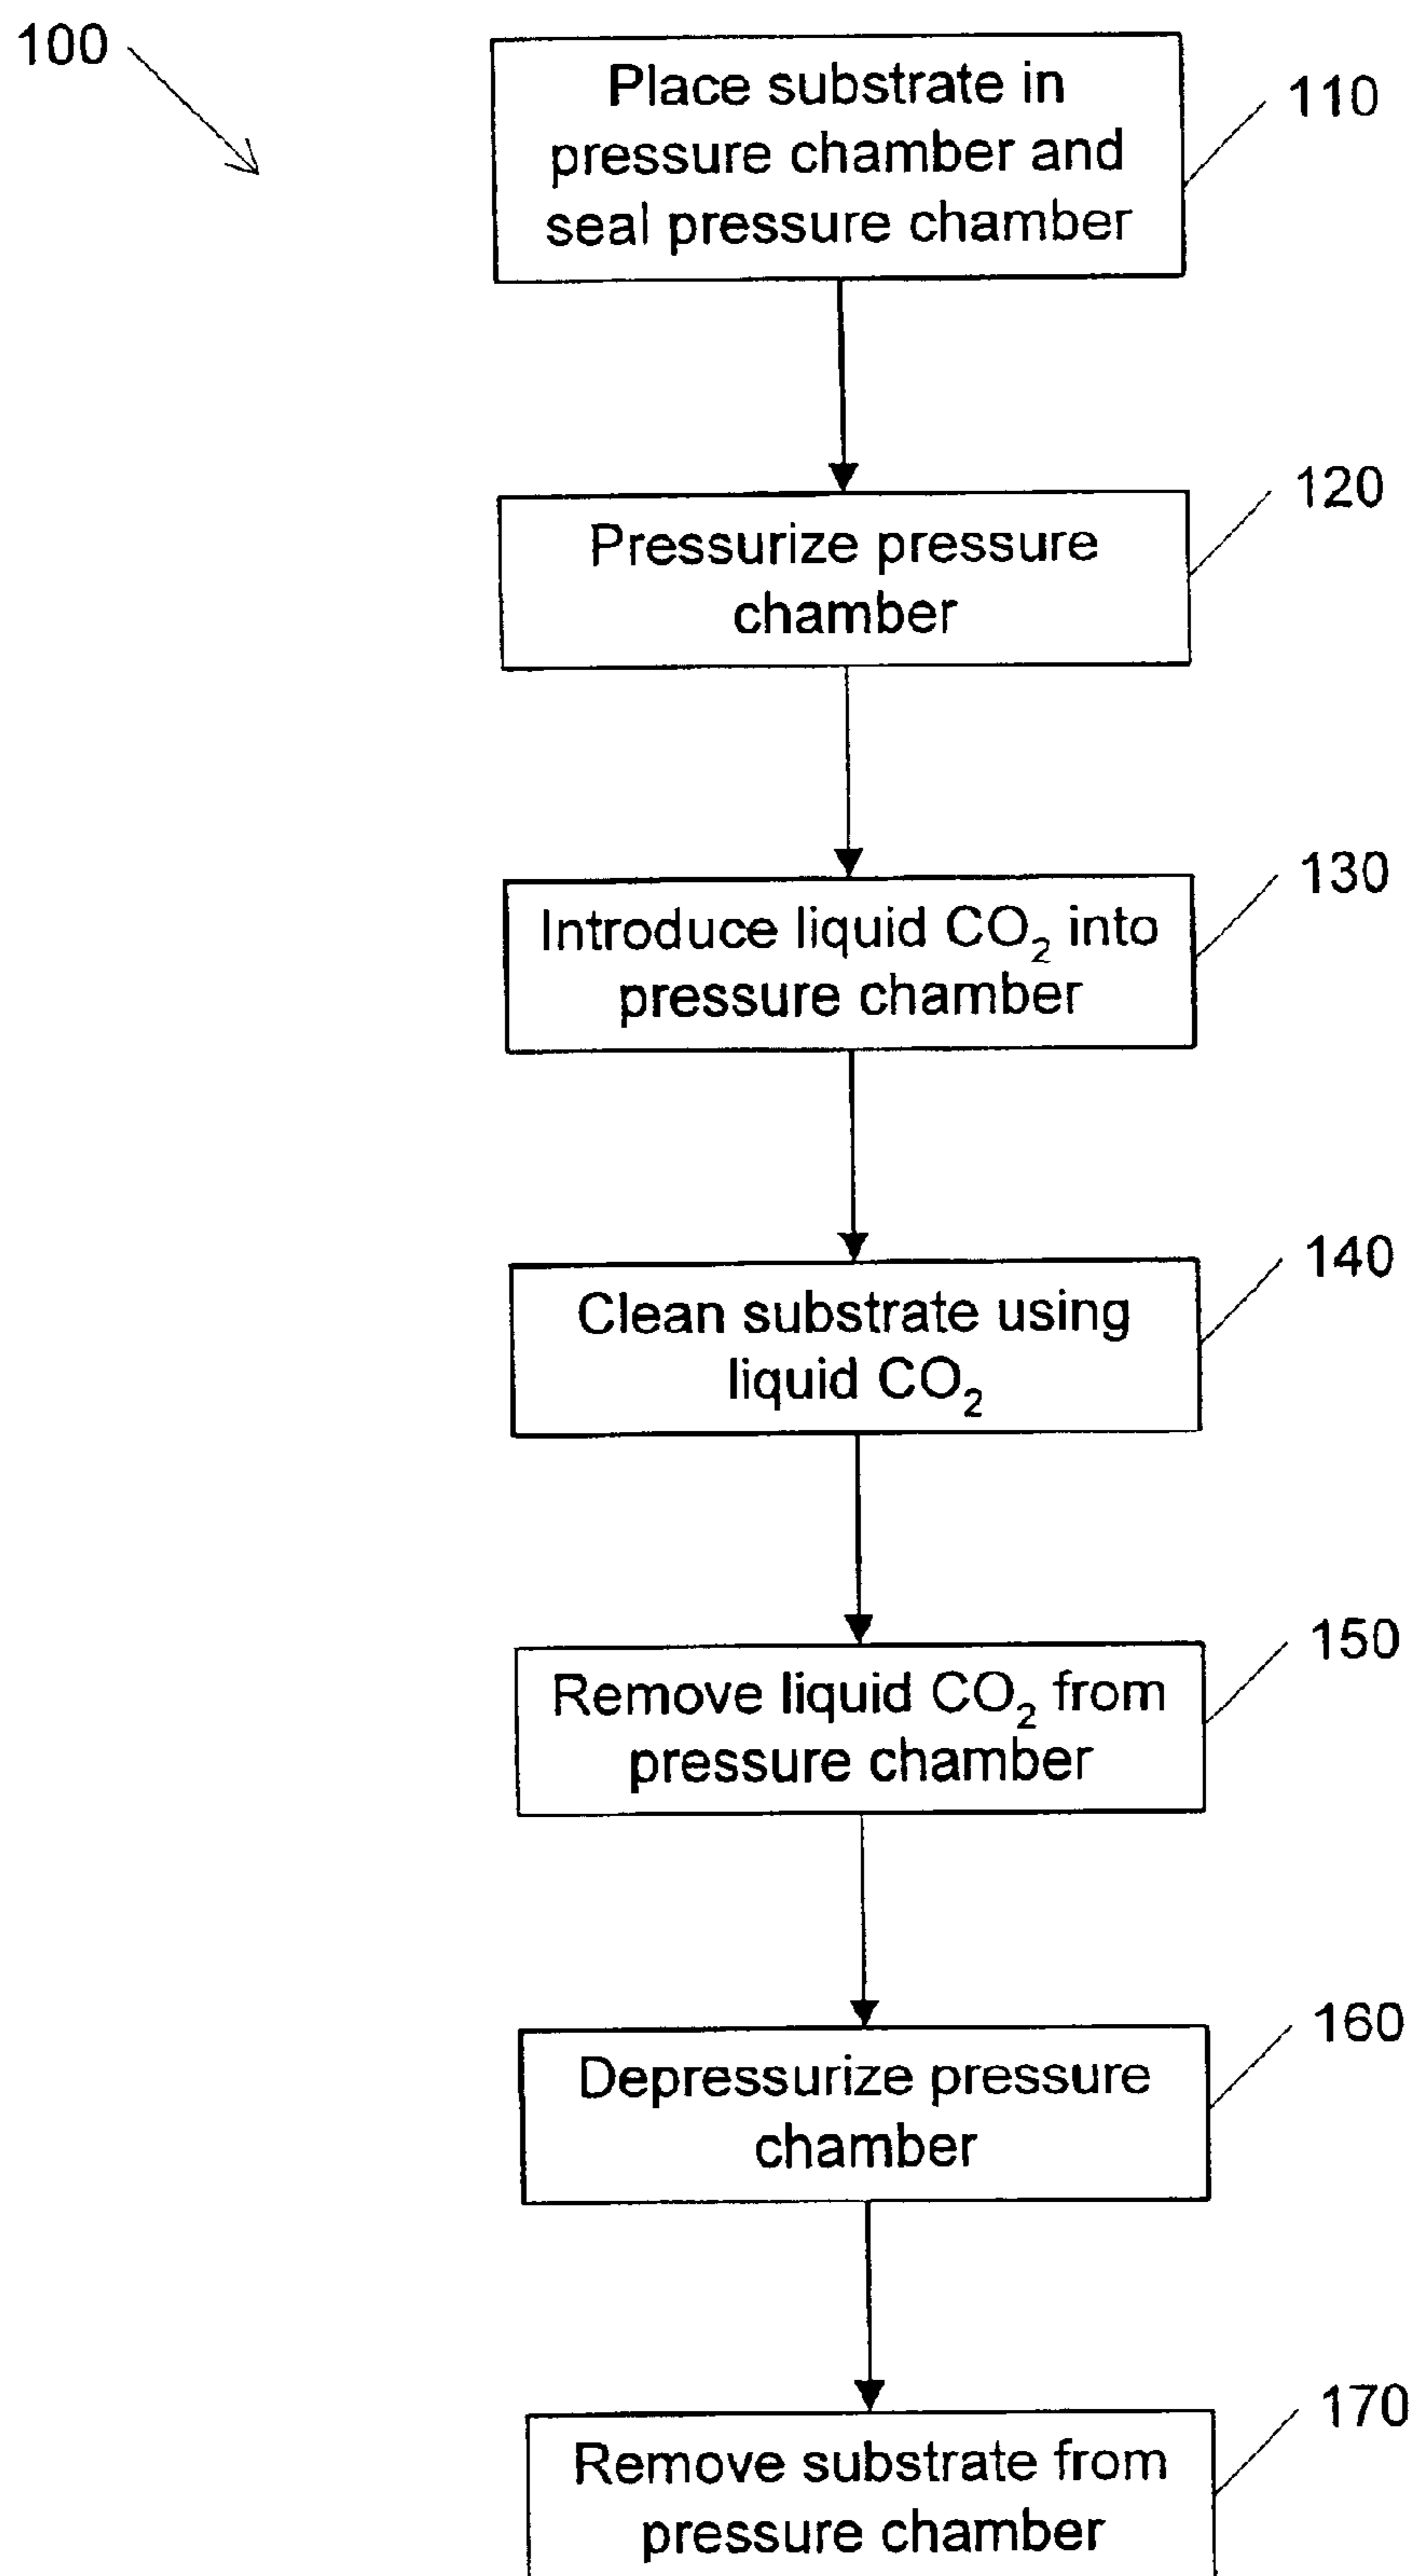 100
Place substrate in
pressure chamber and
seal pressure chamber
110
Pressurize pressure
chamber
120
Introduce liquid CO₂ into
pressure chamber
130
Clean substrate using
liquid CO₂
140
Remove liquid CO₂ from
pressure chamber
150
Depressurize pressure
chamber
160
Remove substrate from
pressure chamber
170